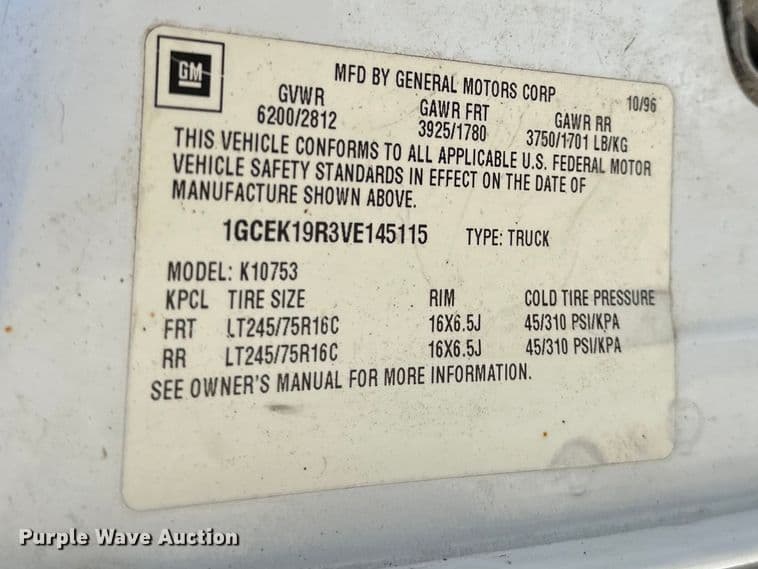 GM
MFD BY GENERAL MOTORS CORP 10/96
GVWR GAWR FRT GAWR RR
6200/2812 3925/1780 3750/1701 LB/KG
THIS VEHICLE CONFORMS TO ALL APPLICABLE U.S. FEDERAL MOTOR
VEHICLE SAFETY STANDARDS IN EFFECT ON THE DATE OF
MANUFACTURE SHOWN ABOVE.
1GCEK19R3VE145115 TYPE: TRUCK
MODEL: K10753
KPCL TIRE SIZE RIM COLD TIRE PRESSURE
FRT LT245/75R16C 16X6.5J 45/310 PSI/KPA
RR LT245/75R16C 16X6.5J 45/310 PSI/KPA
SEE OWNER'S MANUAL FOR MORE INFORMATION.
Purple Wave Auction